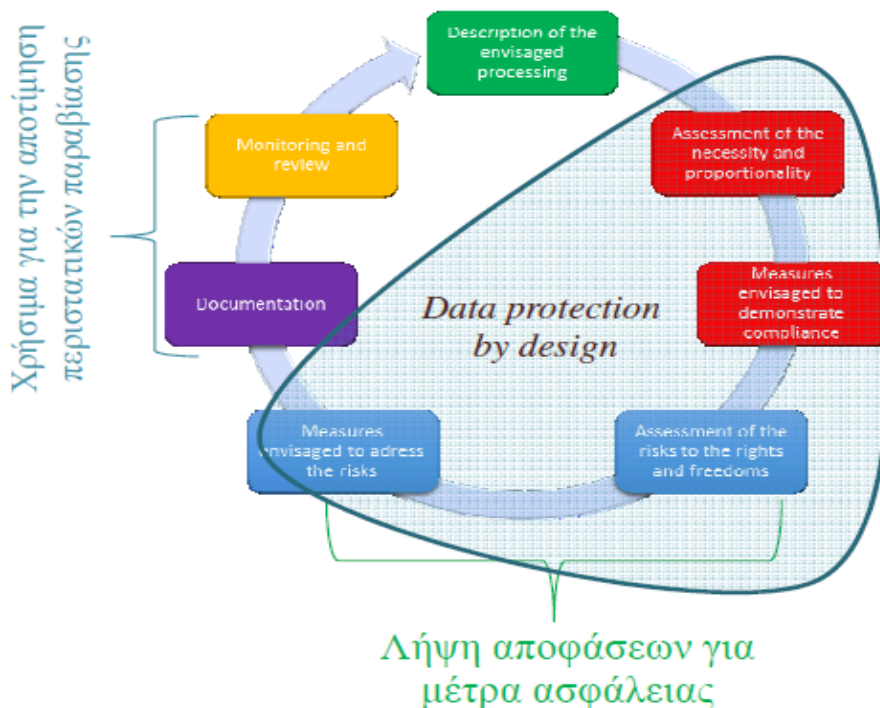 Description of the
envisaged
processing
Assessment of the
necessity and
proportionality
Measures
envisaged to
demonstrate
compliance
Assessment of the
risks to the rights
and freedoms
Measures
envisaged to adress
the risks
Documentation
Monitoring and
review
Data protection
by design
Χρήσιμα για την αποτίμηση
περιστατικών παραβίασης
Λήψη αποφάσεων για
μέτρα ασφάλειας